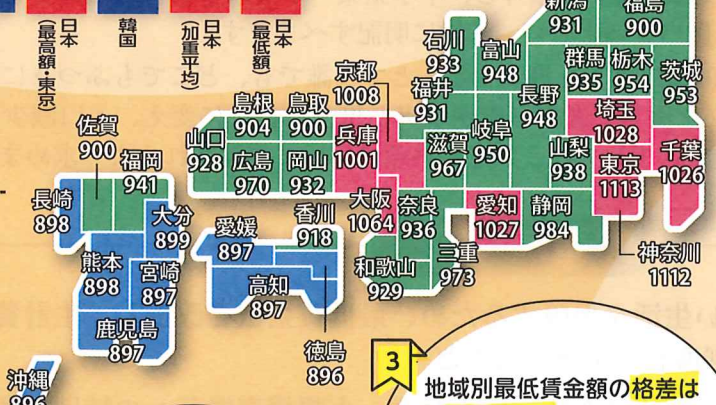 日本
（最高額・東京）
韓国
日本
（加重平均）
日本
（最低額）
新潟
931
福島
900
石川
933
富山
948
群馬
935
栃木
954
茨城
953
京都
1008
福井
931
長野
948
埼玉
1028
島根
904
鳥取
900
兵庫
1001
滋賀
967
岐阜
950
山梨
938
東京
1113
千葉
1026
佐賀
900
福岡
941
山口
928
広島
970
岡山
932
長崎
898
大分
899
愛媛
897
香川
918
大阪
1064
奈良
936
愛知
1027
静岡
984
熊本
898
宮崎
897
高知
897
和歌山
929
三重
973
神奈川
1112
鹿児島
897
徳島
896
沖縄
896
3
地域別最低賃金額の格差は